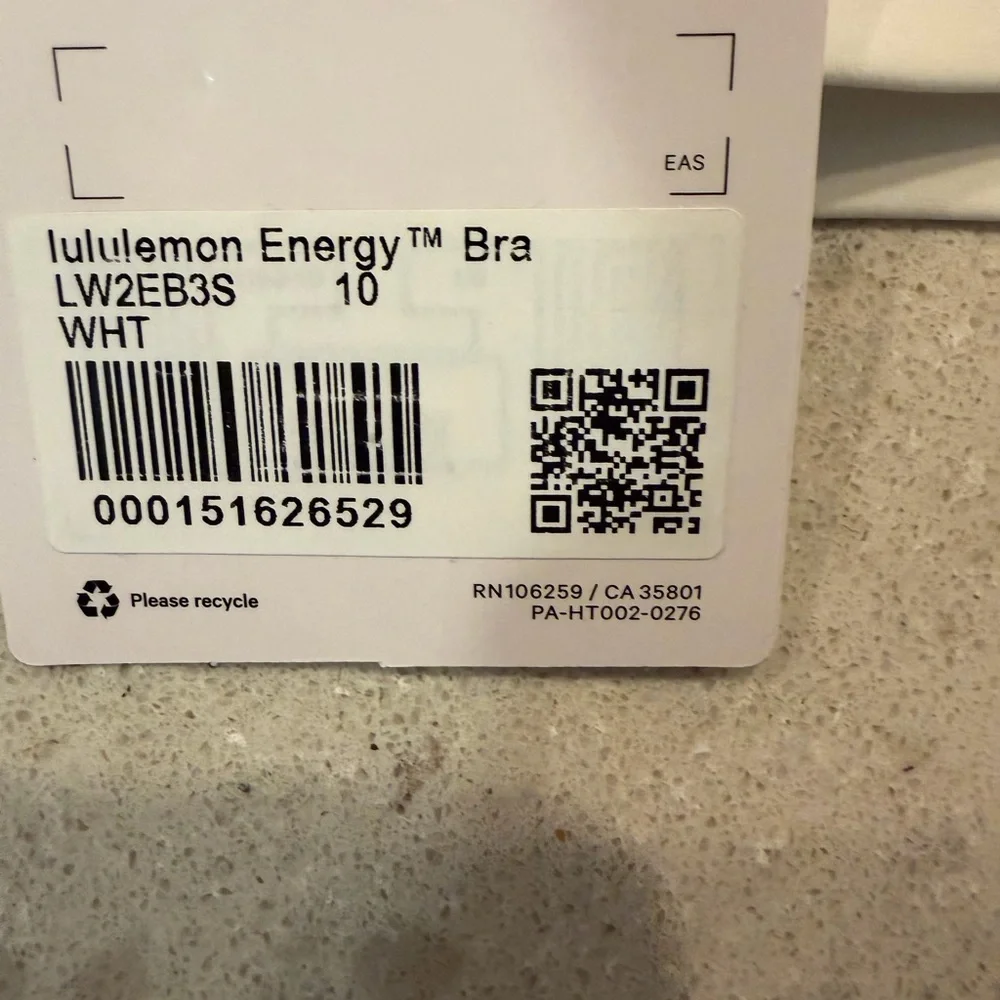 EAS
lululemon Energy™ Bra
LW2EB3S 10
WHT
000151626529
Please recycle
RN106259 / CA 35801
PA-HT002-0276